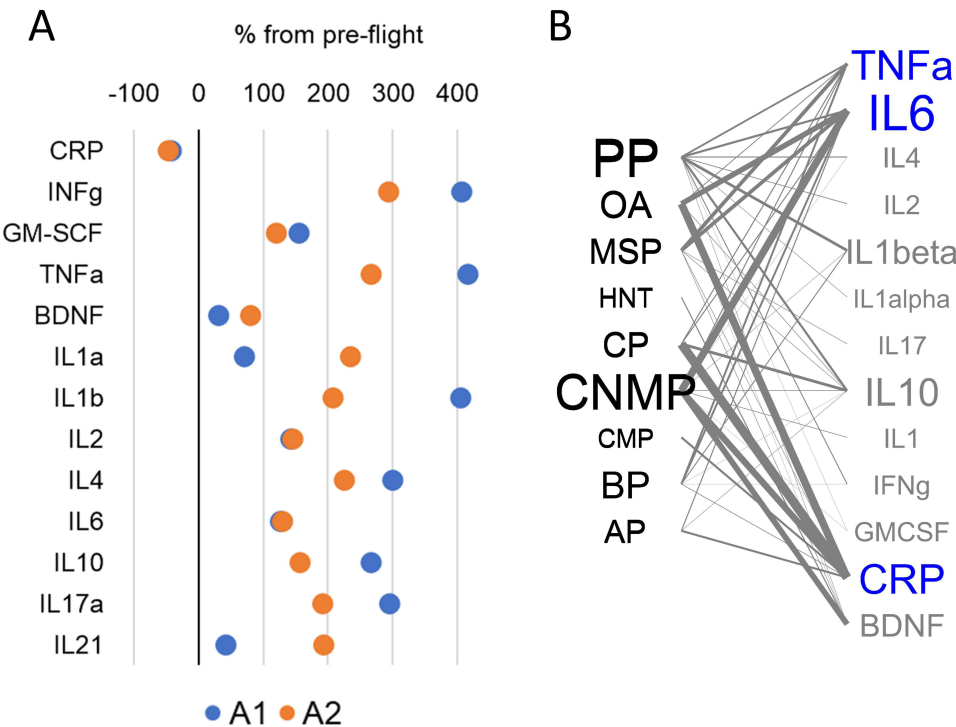 A
% from pre-flight
-100 0 100 200 300 400
CRP
INFg
GM-SCF
TNFa
BDNF
IL1a
IL1b
IL2
IL4
IL6
IL10
IL17a
IL21
A1 A2
B
PP
OA
MSP
HNT
CP
CNMP
CMP
BP
AP
TNFa
IL6
IL4
IL2
IL1beta
IL1alpha
IL17
IL10
IL1
IFNg
GMCSF
CRP
BDNF